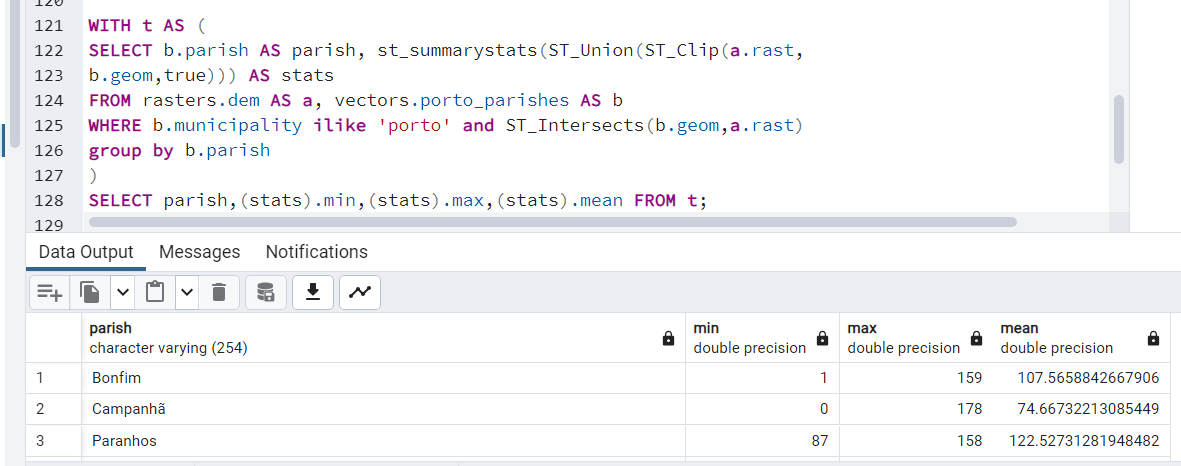 120
121 WITH t AS (
122 SELECT b.parish AS parish, st_summarystats(ST_Union(ST_Clip(a.rast,
123 b.geom,true))) AS stats
124 FROM rasters.dem AS a, vectors.porto_parishes AS b
125 WHERE b.municipality ilike 'porto' and ST_Intersects(b.geom,a.rast)
126 group by b.parish
127 )
128 SELECT parish,(stats).min,(stats).max,(stats).mean FROM t;
129
Data Output Messages Notifications
parish min max mean
character varying (254) double precision double precision double precision
1 Bonfim 1 159 107.5658842667906
2 Campanhã 0 178 74.66732213085449
3 Paranhos 87 158 122.52731281948482